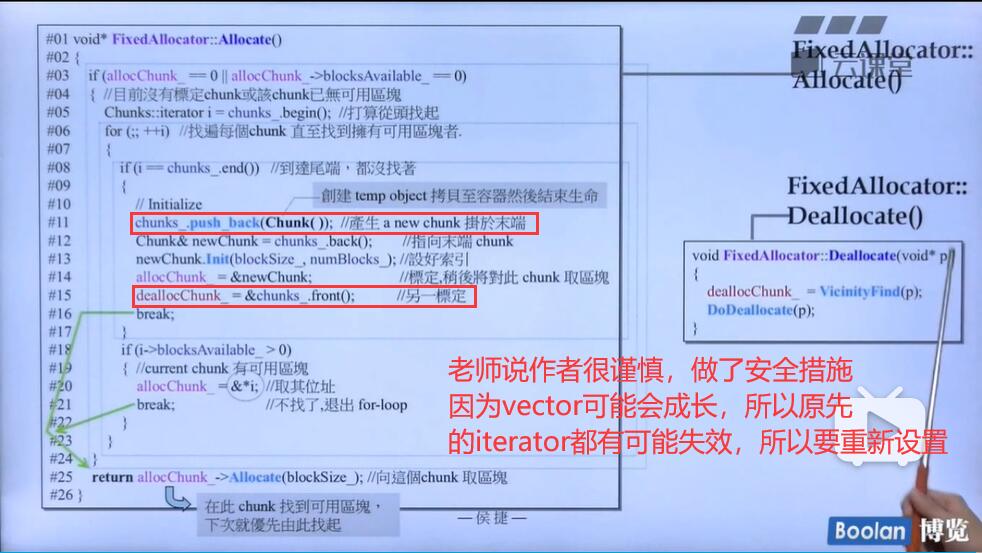 #01 void* FixedAllocator::Allocate()
#02 {
#03 if (allocChunk_ == 0 || allocChunk_->blocksAvailable_ == 0)
#04 { //目前沒有標定chunk或該chunk已無可用區塊
#05 Chunks::iterator i = chunks_.begin(); //打算從頭找起
#06 for (;; ++i) //找遍每個chunk 直至找到擁有可用區塊者.
#07 {
#08 if (i == chunks_.end()) //到達尾端，都沒找著
#09 {
創建 temp object 拷貝至容器然後結束生命
#10 // Initialize
#11 chunks_.push_back(Chunk( )); //產生 a new chunk 掛於末端
#12 Chunk& newChunk = chunks_.back(); //指向末端 chunk
#13 newChunk.Init(blockSize_, numBlocks_); //設好索引
#14 allocChunk_ = &newChunk; //標定,稍後將對此 chunk 取區塊
#15 deallocChunk_ = &chunks_.front(); //另一標定
#16 break;
#17 }
#18 if (i->blocksAvailable_ > 0)
#19 { //current chunk 有可用區塊
#20 allocChunk_ = &*i; //取其位址
#21 break; //不找了,退出 for-loop
#22 }
#23 }
#24 }
#25 return allocChunk_->Allocate(blockSize_); //向這個chunk 取區塊
#26 }
在此 chunk 找到可用區塊，
下次就優先由此找起
—侯捷—
FixedAllocator::
Allocate()
云课堂
FixedAllocator::
Deallocate()
void FixedAllocator::Deallocate(void* p)
{
deallocChunk_ = VicinityFind(p);
DoDeallocate(p);
}
老师说作者很谨慎，做了安全措施
因为vector可能会成长，所以原先
的iterator都有可能失效，所以要重新设置
Boolan 博览